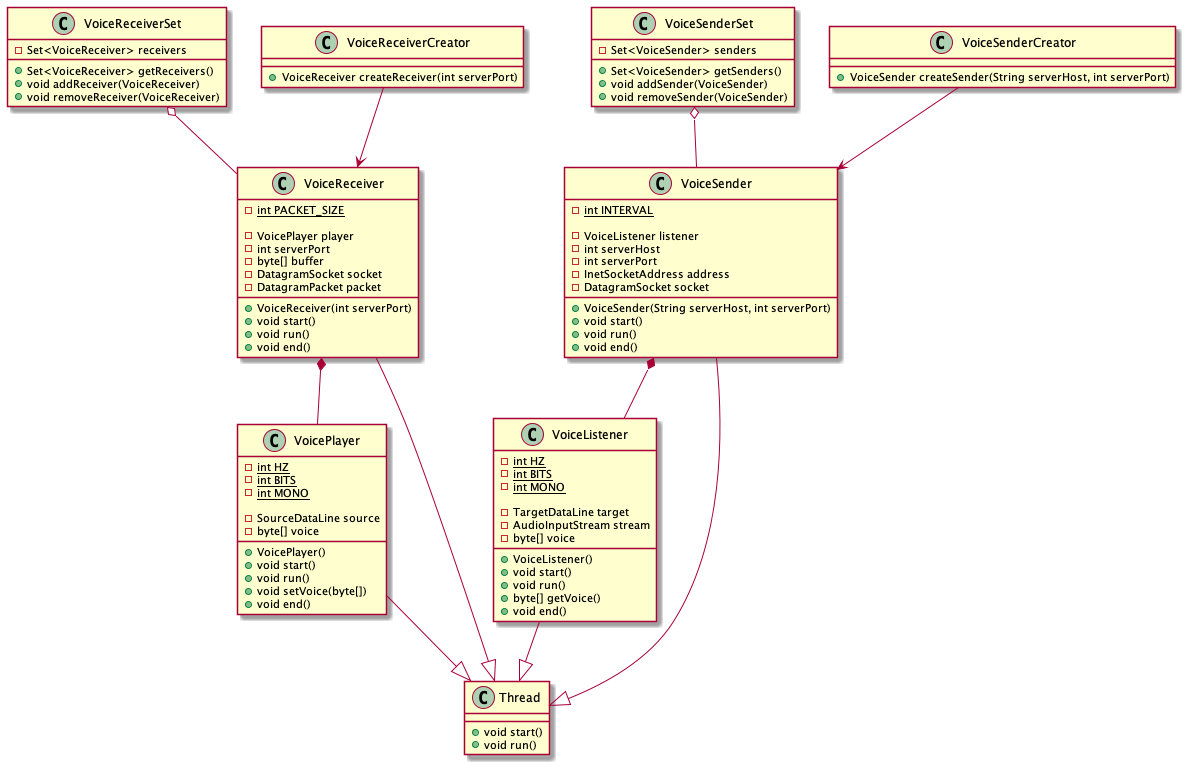 C VoiceReceiverSet
Set<VoiceReceiver> receivers
Set<VoiceReceiver> getReceivers()
void addReceiver(VoiceReceiver)
void removeReceiver(VoiceReceiver)
C VoiceReceiverCreator
VoiceReceiver createReceiver(int serverPort)
C VoiceSenderSet
Set<VoiceSender> senders
Set<VoiceSender> getSenders()
void addSender(VoiceSender)
void removeSender(VoiceSender)
C VoiceSenderCreator
VoiceSender createSender(String serverHost, int serverPort)
C VoiceReceiver
int PACKET_SIZE
VoicePlayer player
int serverPort
byte[] buffer
DatagramSocket socket
DatagramPacket packet
VoiceReceiver(int serverPort)
void start()
void run()
void end()
C VoiceSender
int INTERVAL
VoiceListener listener
int serverHost
int serverPort
InetSocketAddress address
DatagramSocket socket
VoiceSender(String serverHost, int serverPort)
void start()
void run()
void end()
C VoicePlayer
int HZ
int BITS
int MONO
SourceDataLine source
byte[] voice
VoicePlayer()
void start()
void run()
void setVoice(byte[])
void end()
C VoiceListener
int HZ
int BITS
int MONO
TargetDataLine target
AudioInputStream stream
byte[] voice
VoiceListener()
void start()
void run()
byte[] getVoice()
void end()
C Thread
void start()
void run()